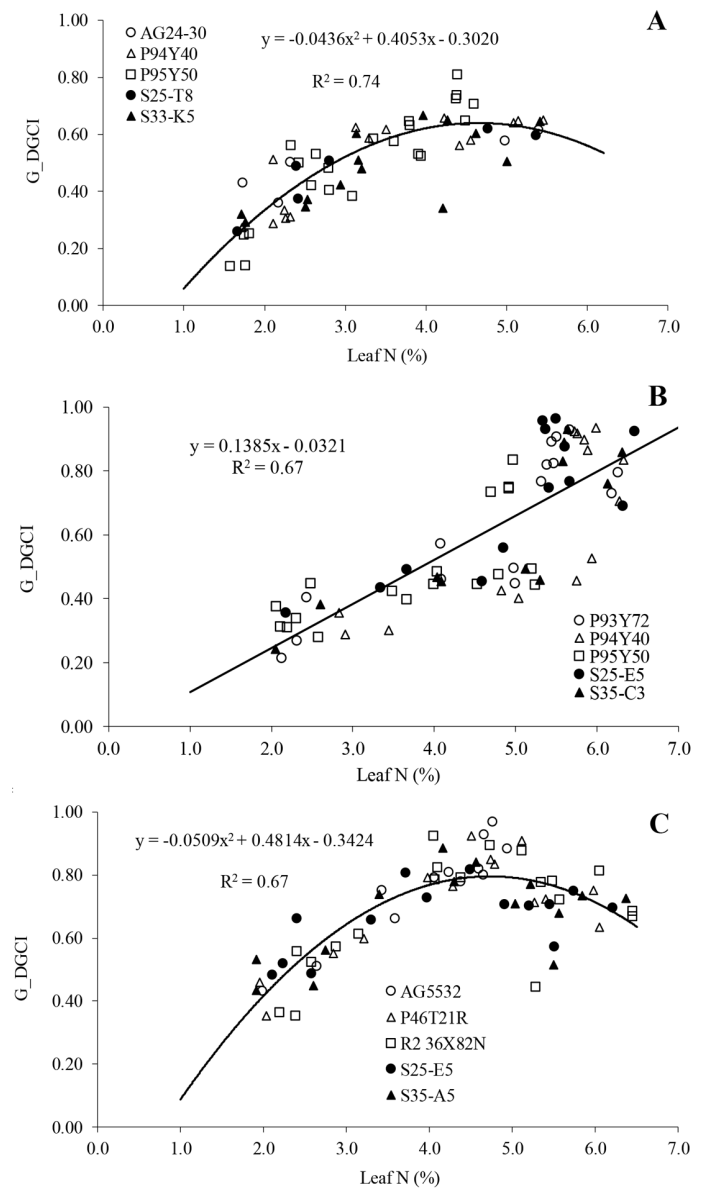 A
AG24-30
P94Y40
P95Y50
S25-T8
S33-K5
y = -0.0436x² + 0.4053x - 0.3020
R² = 0.74
1.00
0.80
0.60
0.40
0.20
0.00
G_DGCI
0.0 1.0 2.0 3.0 4.0 5.0 6.0 7.0
Leaf N (%)
B
y = 0.1385x - 0.0321
R² = 0.67
1.00
0.80
0.60
0.40
0.20
0.00
G_DGCI
P93Y72
P94Y40
P95Y50
S25-E5
S35-C3
0.0 1.0 2.0 3.0 4.0 5.0 6.0 7.0
Leaf N (%)
C
y = -0.0509x² + 0.4814x - 0.3424
R² = 0.67
1.00
0.80
0.60
0.40
0.20
0.00
G_DGCI
AG5532
P46T21R
R2 36X82N
S25-E5
S35-A5
0.0 1.0 2.0 3.0 4.0 5.0 6.0 7.0
Leaf N (%)